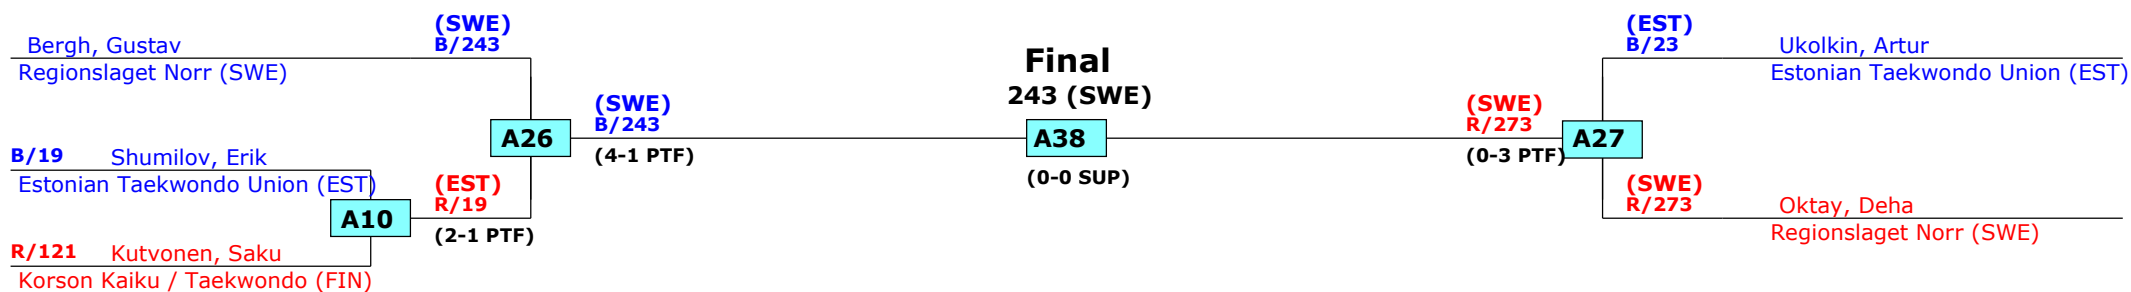 Bergh, Gustav
(SWE)
B/243
Regionslaget Norr (SWE)
B/19 Shumilov, Erik
Estonian Taekwondo Union (EST)
A10
R/121 Kutvonen, Saku
Korson Kaiku / Taekwondo (FIN)
(EST)
R/19
(2-1 PTF)
A26
(SWE)
B/243
(4-1 PTF)
Final
243 (SWE)
A38
(0-0 SUP)
(SWE)
R/273
(0-3 PTF)
A27
(EST)
B/23
Ukolkin, Artur
Estonian Taekwondo Union (EST)
(SWE)
R/273
Oktay, Deha
Regionslaget Norr (SWE)